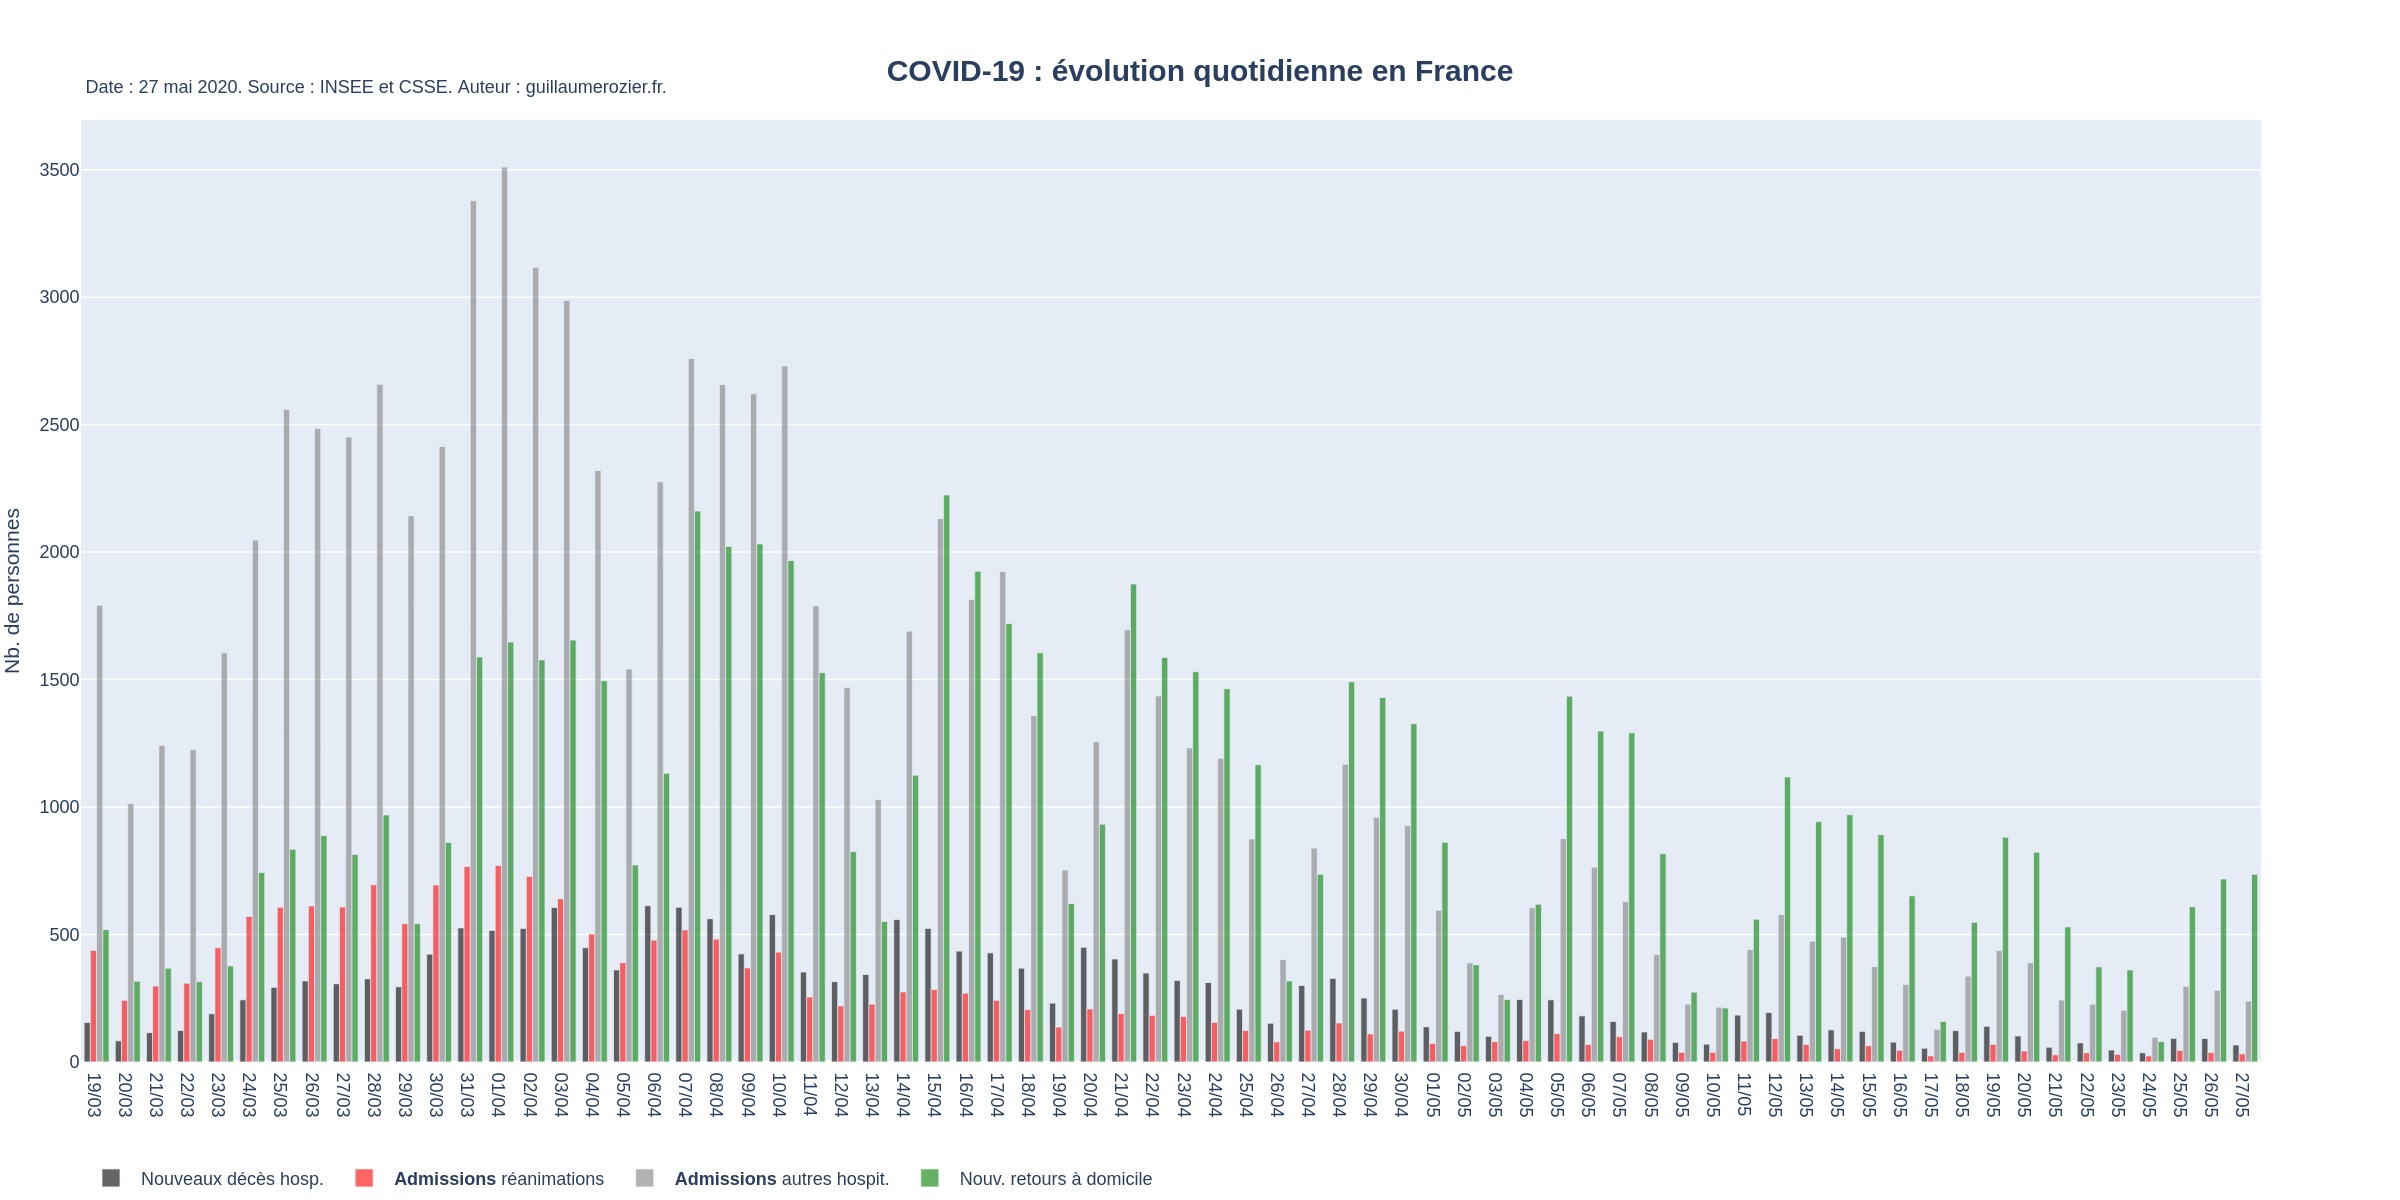 COVID-19 : évolution quotidienne en France
Date : 27 mai 2020. Source : INSEE et CSSE. Auteur : guillaumerozier.fr.
Nb. de personnes
3500
3000
2500
2000
1500
1000
500
0
19/03 20/03 21/03 22/03 23/03 24/03 25/03 26/03 27/03 28/03 29/03 30/03 31/03 01/04 02/04 03/04 04/04 05/04 06/04 07/04 08/04 09/04 10/04 11/04 12/04 13/04 14/04 15/04 16/04 17/04 18/04 19/04 20/04 21/04 22/04 23/04 24/04 25/04 26/04 27/04 28/04 29/04 30/04 01/05 02/05 03/05 04/05 05/05 06/05 07/05 08/05 09/05 10/05 11/05 12/05 13/05 14/05 15/05 16/05 17/05 18/05 19/05 20/05 21/05 22/05 23/05 24/05 25/05 26/05 27/05
Nouveaux décès hosp. Admissions réanimations Admissions autres hospit. Nouv. retours à domicile